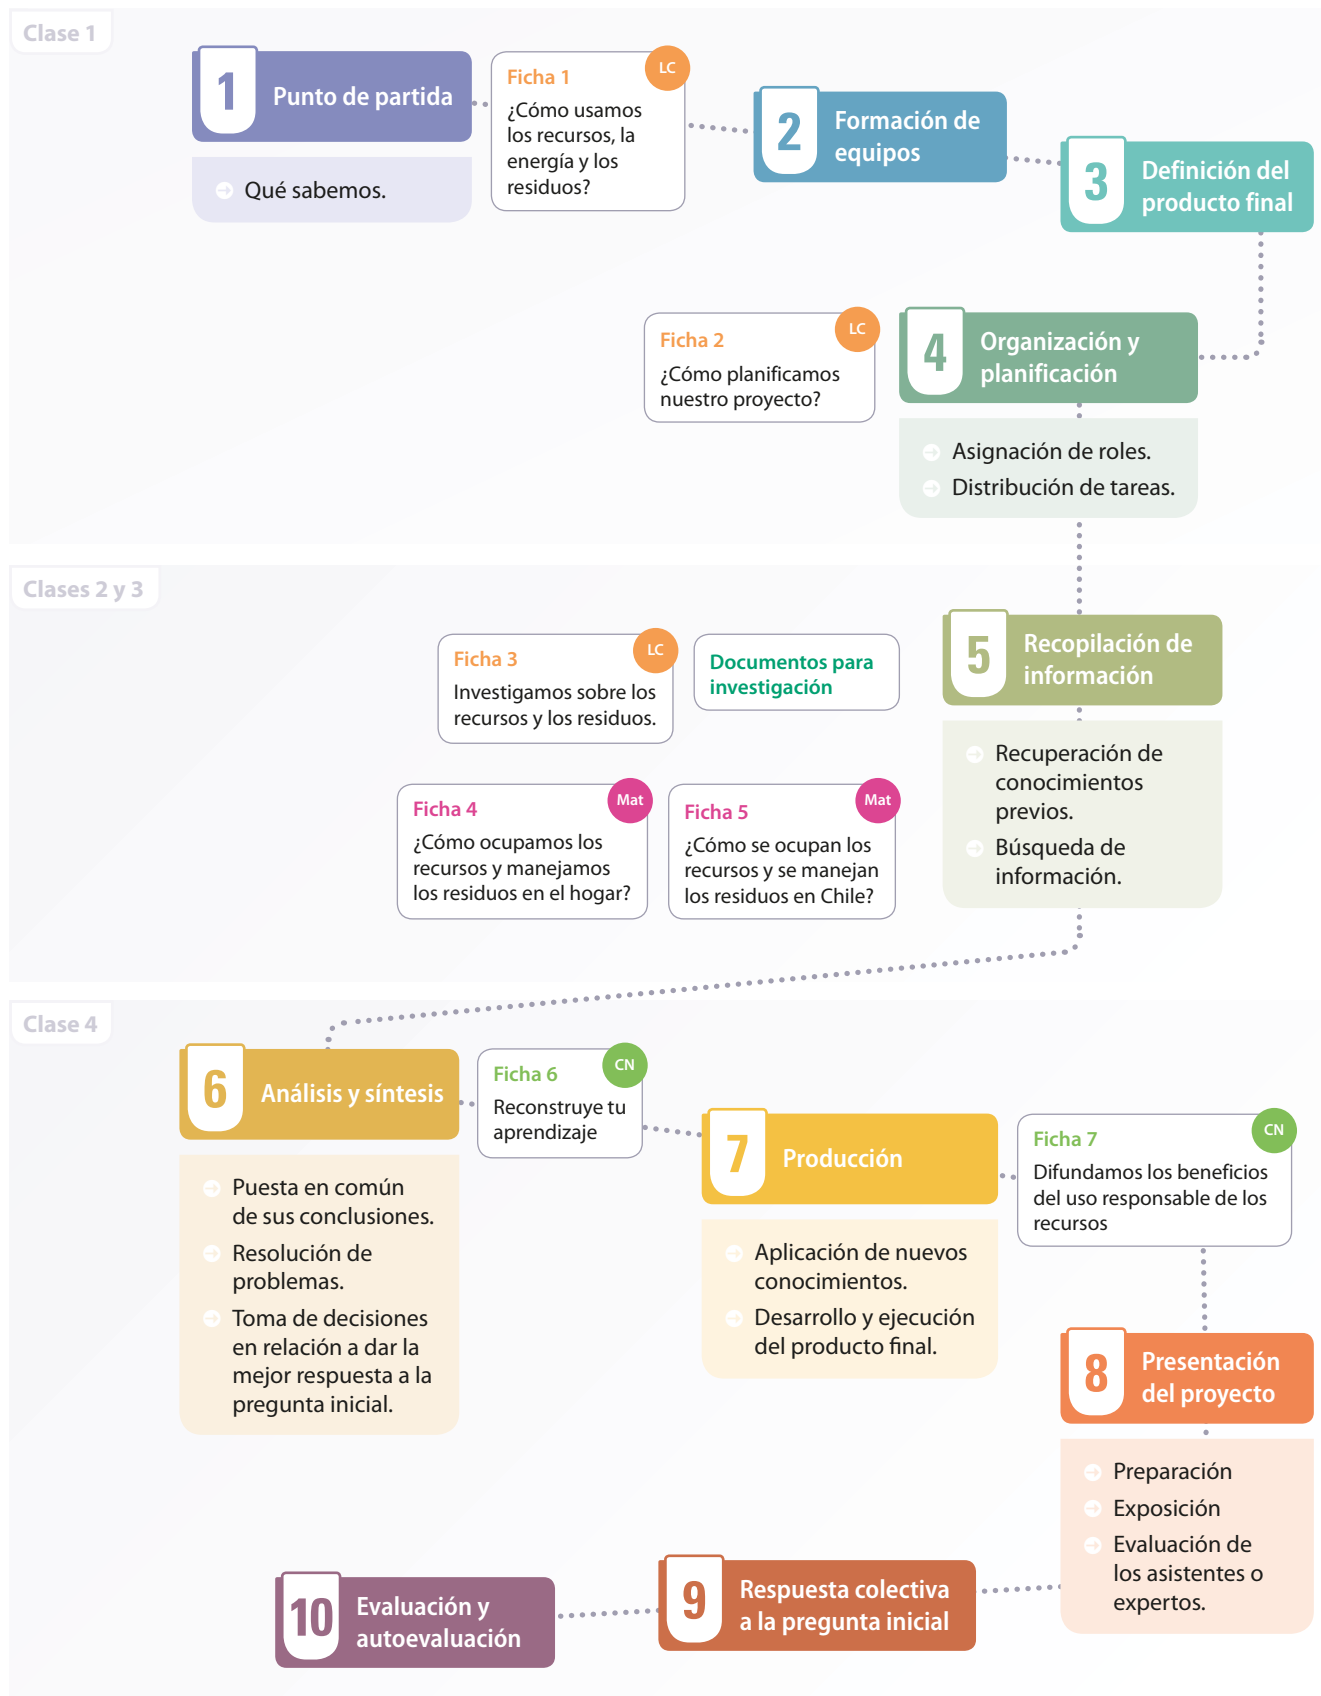 Clase 1
1
Punto de partida
Qué sabemos.
LC
Ficha 1
¿Cómo usamos
los recursos, la
energía y los
residuos?
2
Formación de
equipos
3
Definición del
producto final
4
Organización y
planificación
Asignación de roles.
Distribución de tareas.
LC
Ficha 2
¿Cómo planificamos
nuestro proyecto?
Clases 2 y 3
5
Recopilación de
información
Recuperación de
conocimientos
previos.
Búsqueda de
información.
LC
Ficha 3
Investigamos sobre los
recursos y los residuos.
Documentos para
investigación
Mat
Ficha 4
¿Cómo ocupamos los
recursos y manejamos
los residuos en el hogar?
Mat
Ficha 5
¿Cómo se ocupan los
recursos y se manejan
los residuos en Chile?
Clase 4
6
Análisis y síntesis
Puesta en común
de sus conclusiones.
Resolución de
problemas.
Toma de decisiones
en relación a dar la
mejor respuesta a la
pregunta inicial.
CN
Ficha 6
Reconstruye tu
aprendizaje
7
Producción
Aplicación de nuevos
conocimientos.
Desarrollo y ejecución
del producto final.
CN
Ficha 7
Difundamos los beneficios
del uso responsable de los
recursos
8
Presentación
del proyecto
Preparación
Exposición
Evaluación de
los asistentes o
expertos.
9
Respuesta colectiva
a la pregunta inicial
10
Evaluación y
autoevaluación